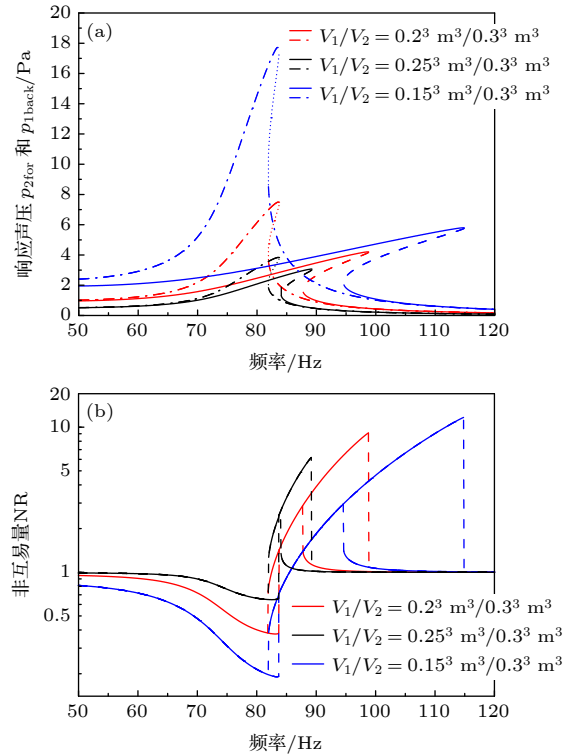 (a)
V₁/V₂ = 0.2³ m³/0.3³ m³
V₁/V₂ = 0.25³ m³/0.3³ m³
V₁/V₂ = 0.15³ m³/0.3³ m³
响应声压 p₂for 和 p₁back/Pa
20
18
16
14
12
10
8
6
4
2
0
50 60 70 80 90 100 110 120
频率/Hz
(b)
非互易量NR
20
10
5
1
0.5
V₁/V₂ = 0.2³ m³/0.3³ m³
V₁/V₂ = 0.25³ m³/0.3³ m³
V₁/V₂ = 0.15³ m³/0.3³ m³
50 60 70 80 90 100 110 120
频率/Hz